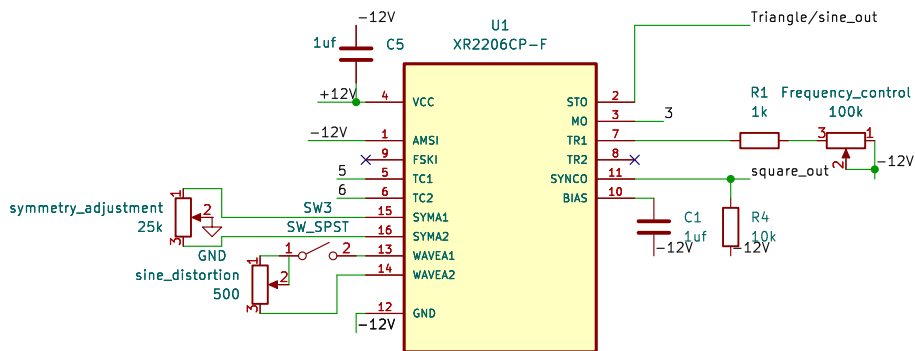 -12V
Triangle/sine_out
U1
XR2206CP-F
1uf
C5
+12V
4
VCC
STO
2
R1
1k
Frequency_control
100k
MO
3
3
-12V
1
AMSI
TR1
7
3
1
2
-12V
9
FSKI
TR2
8
5
5
TC1
SYNCO
11
square_out
6
6
TC2
BIAS
10
symmetry_adjustment
25k
1
2
3
GND
SW3
SW_SPST
15
SYMA1
C1
1uf
-12V
R4
10k
-12V
16
SYMA2
1
2
13
WAVEA1
sine_distortion
500
1
2
3
14
WAVEA2
12
GND
-12V